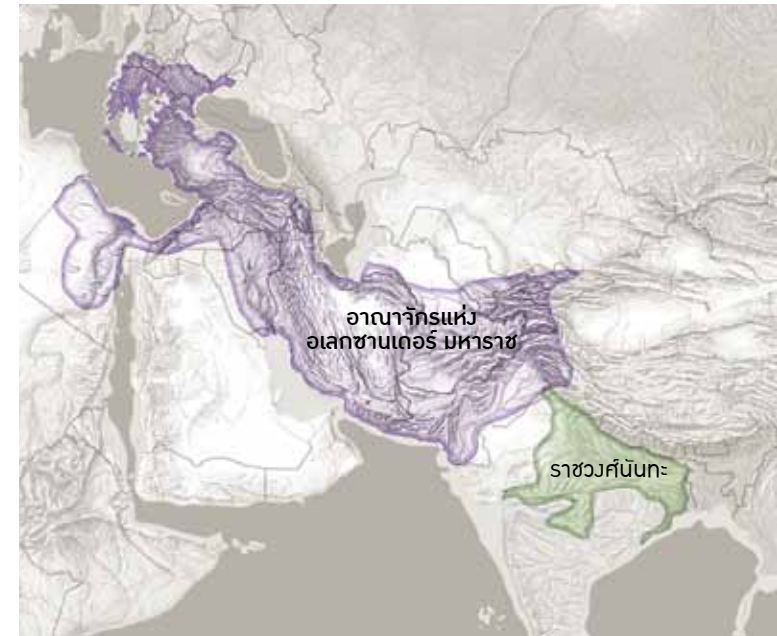 อาณาจักรแห่ง
อเลกซานเดอร์ มหาราช
ราชวงศ์นันทะ